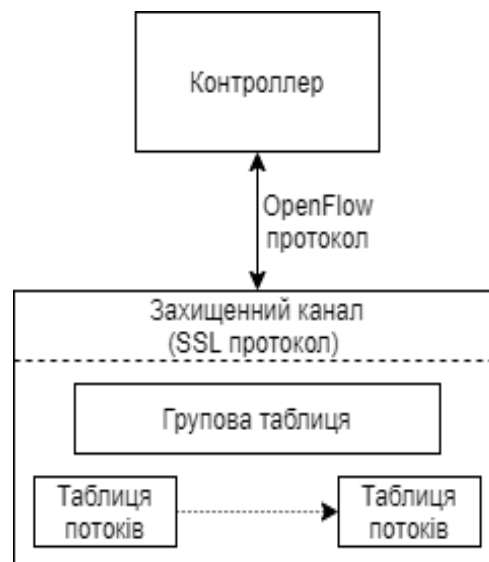 Контроллер
OpenFlow
протокол
Захищенний канал
(SSL протокол)
Групова таблиця
Таблиця
потоків
Таблиця
потоків